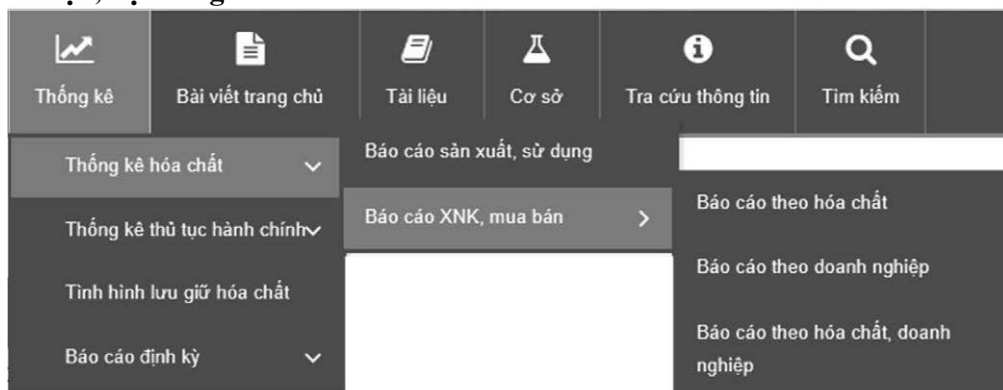 Thống kê
Bài viết trang chủ
Tài liệu
Cơ sở
Tra cứu thông tin
Tìm kiếm
Thống kê hóa chất
Thống kê thủ tục hành chính
Tình hình lưu giữ hóa chất
Báo cáo định kỳ
Báo cáo sản xuất, sử dụng
Báo cáo XNK, mua bán
Báo cáo theo hóa chất
Báo cáo theo doanh nghiệp
Báo cáo theo hóa chất, doanh
nghiệp